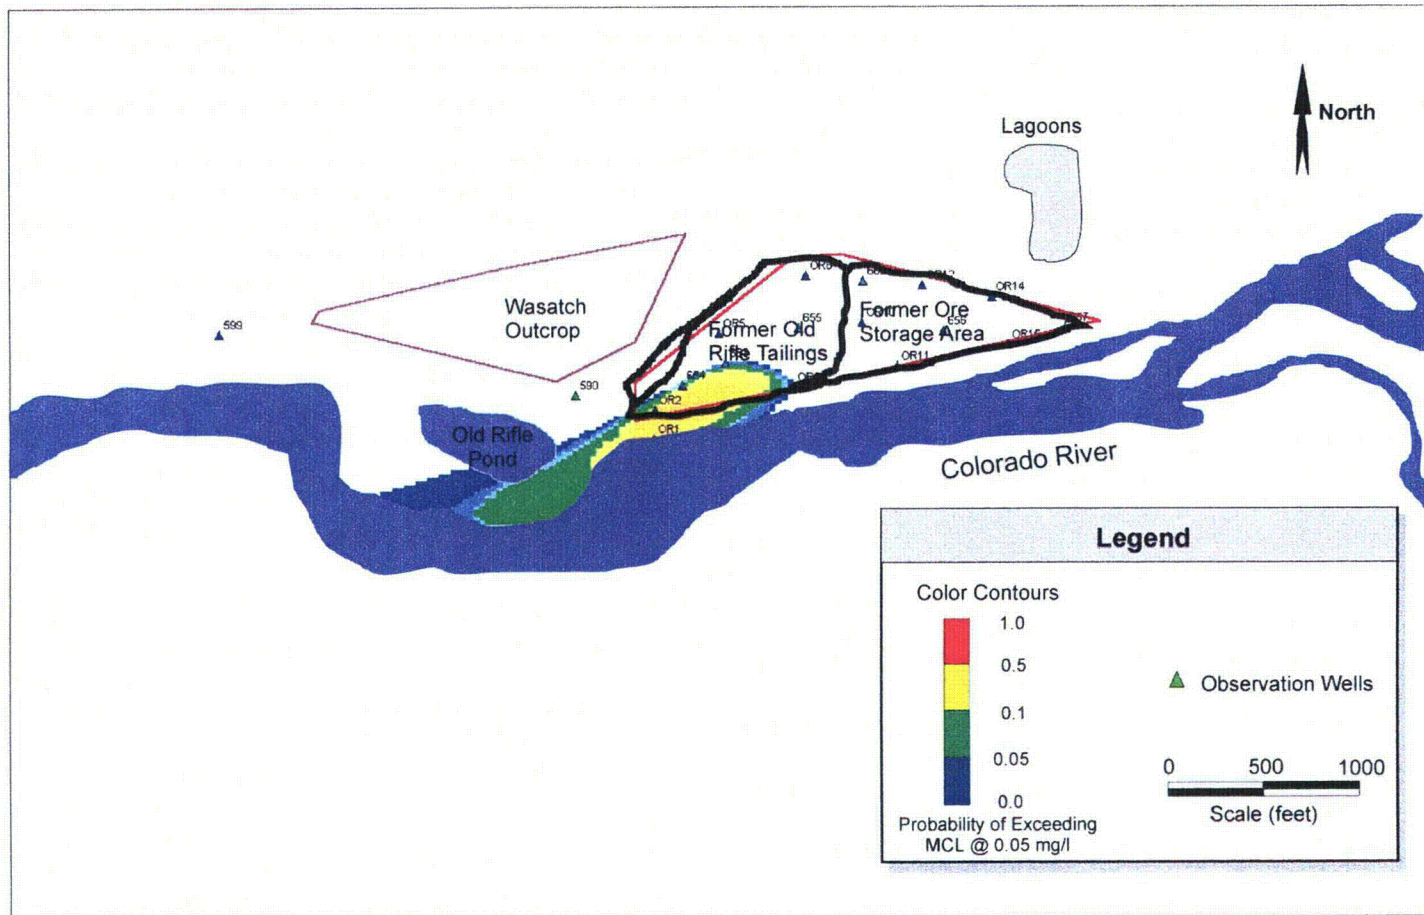 North
Lagoons
Wasatch
Outcrop
599
590
OR14
655
656
Former Old
Rifle Tailings
Former Ore
Storage Area
OR11
OR2
OR1
Old Rifle
Pond
Colorado River
Legend
Color Contours
1.0
0.5
0.1
0.05
0.0
Probability of Exceeding
MCL @ 0.05 mg/l
Observation Wells
0 500 1000
Scale (feet)